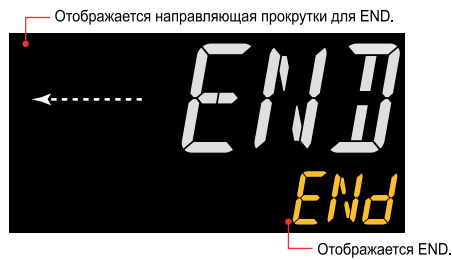 Отображается направляющая прокрутки для END.
END
ENd
Отображается END.